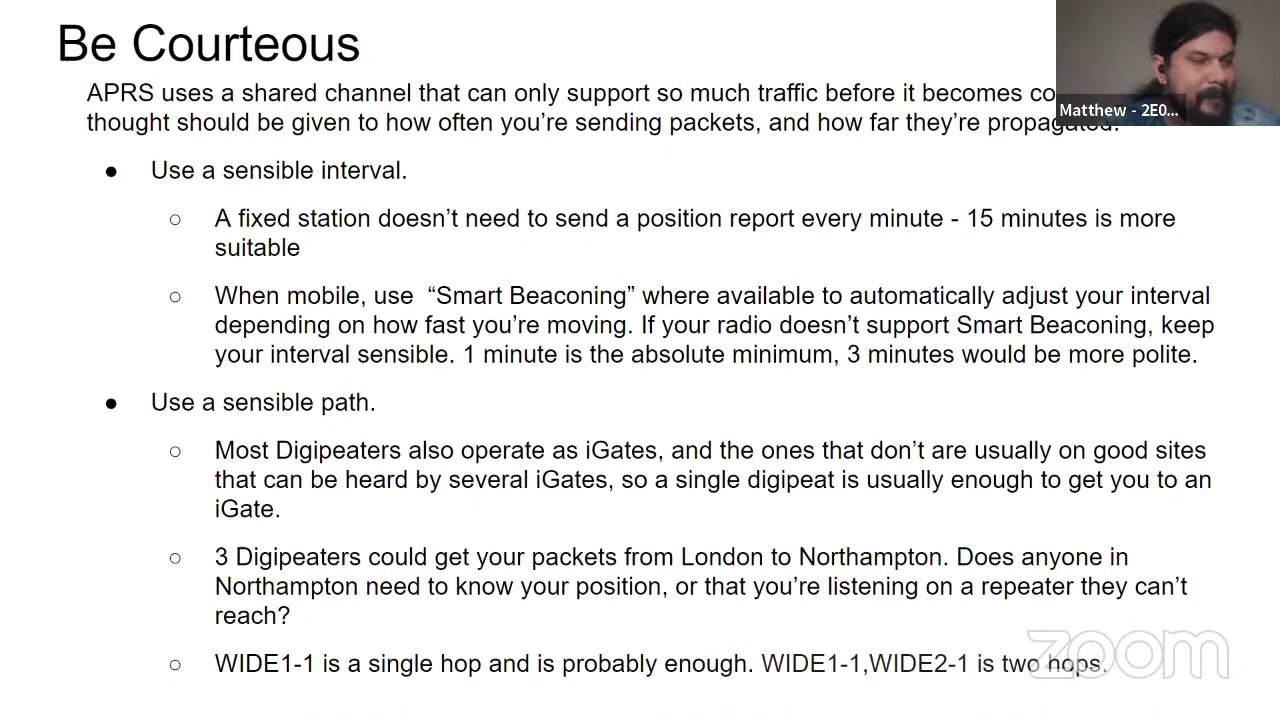 Be Courteous
APRS uses a shared channel that can only support so much traffic before it becomes
thought should be given to how often you’re sending packets, and how far they’re propagated.
Matthew - 2E0...
● Use a sensible interval.
○ A fixed station doesn’t need to send a position report every minute - 15 minutes is more
suitable
○ When mobile, use “Smart Beaconing” where available to automatically adjust your interval
depending on how fast you’re moving. If your radio doesn’t support Smart Beaconing, keep
your interval sensible. 1 minute is the absolute minimum, 3 minutes would be more polite.
● Use a sensible path.
○ Most Digipeaters also operate as iGates, and the ones that don’t are usually on good sites
that can be heard by several iGates, so a single digipeat is usually enough to get you to an
iGate.
○ 3 Digipeaters could get your packets from London to Northampton. Does anyone in
Northampton need to know your position, or that you’re listening on a repeater they can’t
reach?
○ WIDE1-1 is a single hop and is probably enough. WIDE1-1,WIDE2-1 is two hops.
zoom